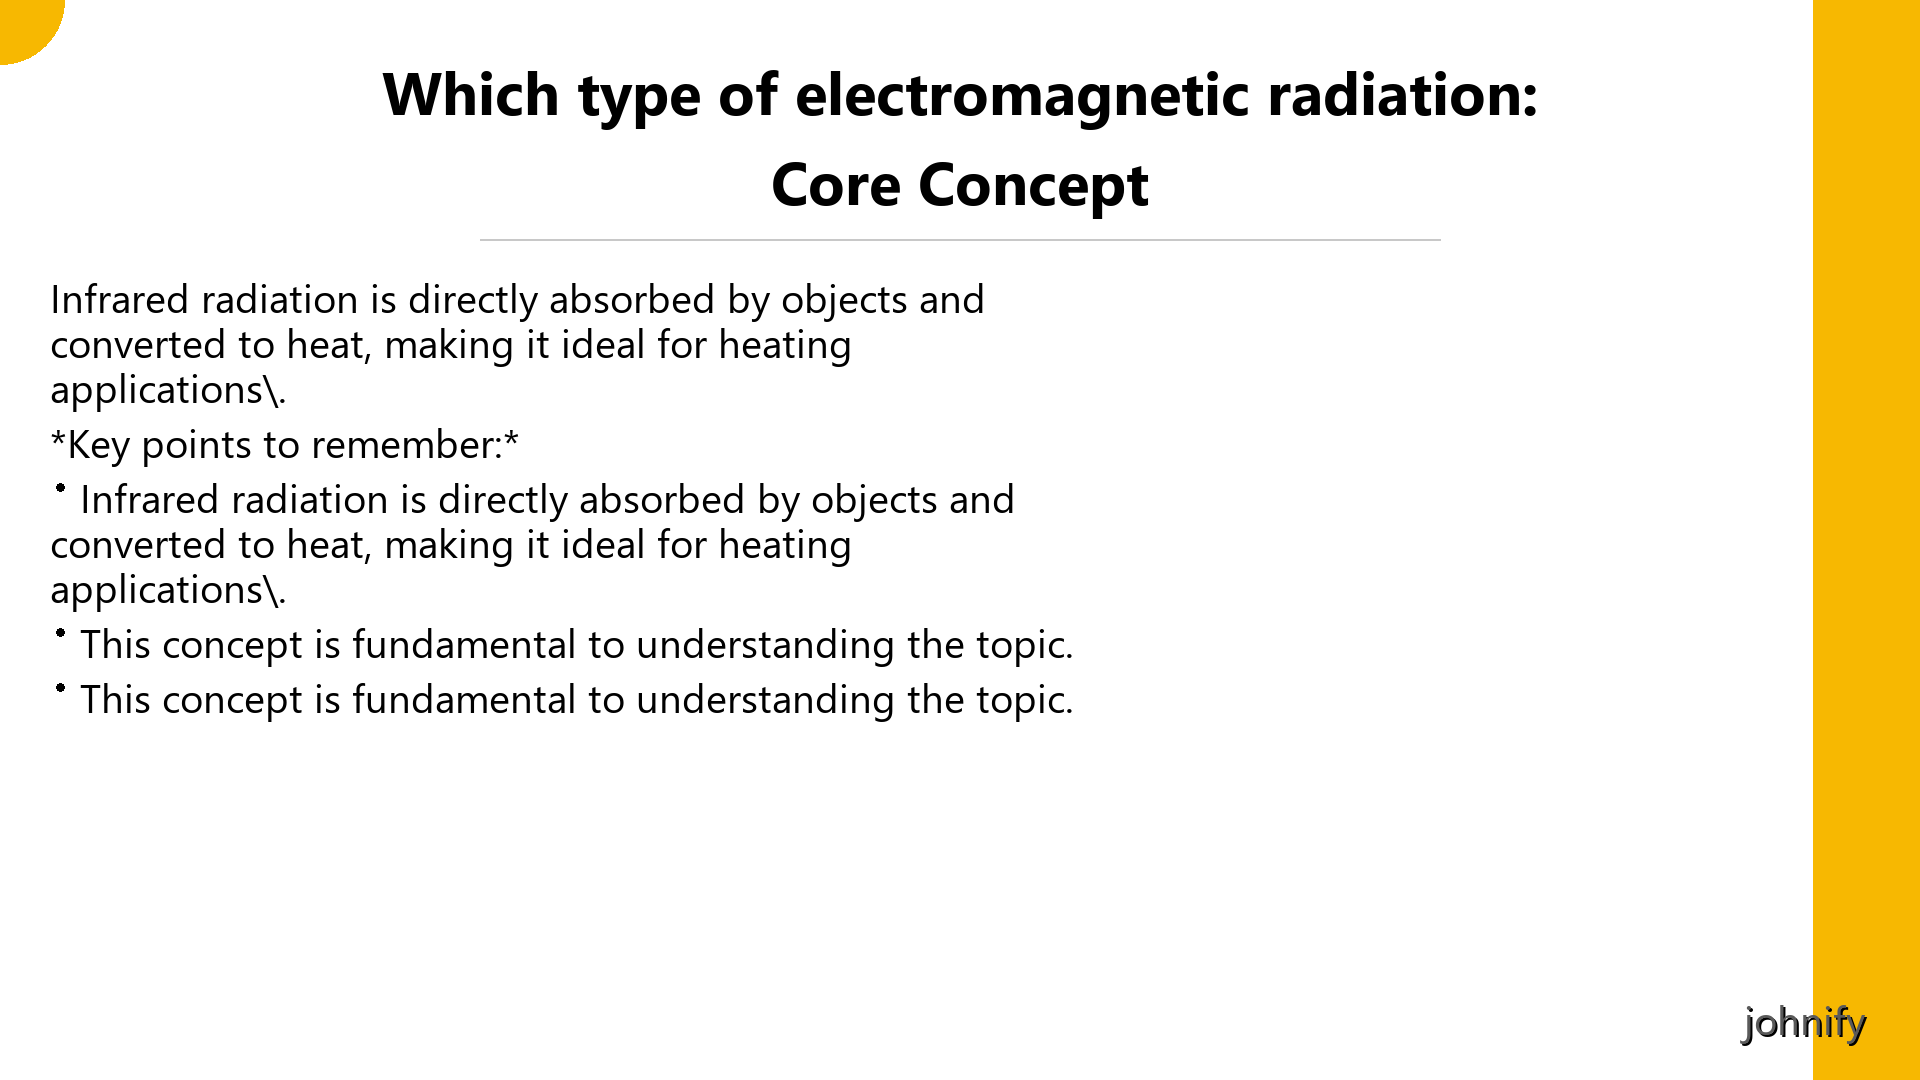 Which type of electromagnetic radiation:
Core Concept
Infrared radiation is directly absorbed by objects and
converted to heat, making it ideal for heating
applications\.
*Key points to remember:*
• Infrared radiation is directly absorbed by objects and
converted to heat, making it ideal for heating
applications\.
• This concept is fundamental to understanding the topic.
• This concept is fundamental to understanding the topic.
johnify